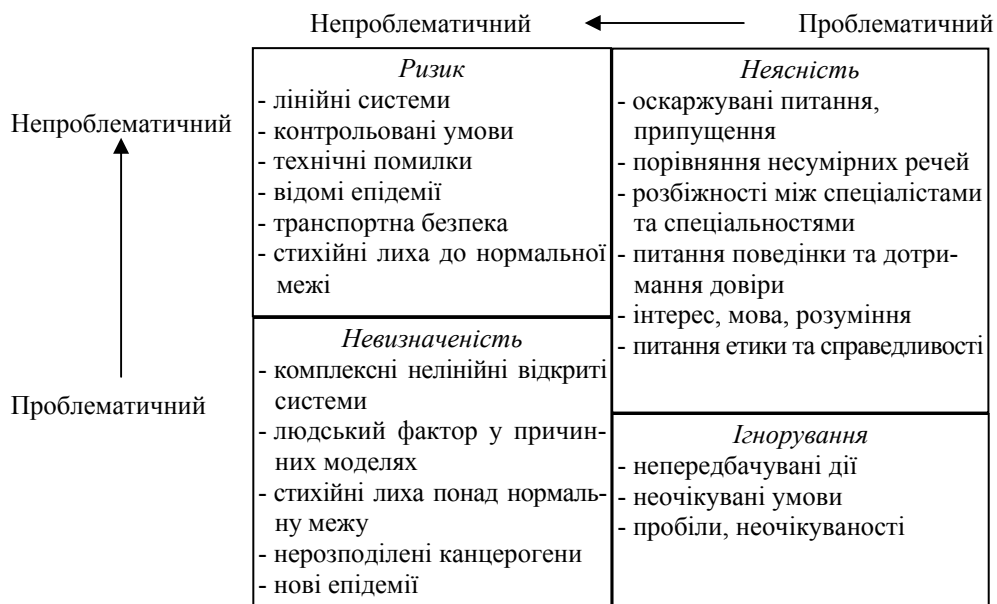 Непроблематичний Проблематичний
Непроблематичний
Проблематичний
Ризик
- лінійні системи
- контрольовані умови
- технічні помилки
- відомі епідемії
- транспортна безпека
- стихійні лиха до нормальної
межі
Неясність
- оскаржувані питання,
припущення
- порівняння несумірних речей
- розбіжності між спеціалістами
та спеціальностями
- питання поведінки та дотри-
мання довіри
- інтерес, мова, розуміння
- питання етики та справедливості
Невизначеність
- комплексні нелінійні відкриті
системи
- людський фактор у причин-
них моделях
- стихійні лиха понад нормаль-
ну межу
- нерозподілені канцерогени
- нові епідемії
Ігнорування
- непередбачувані дії
- неочікувані умови
- пробіли, неочікуваності